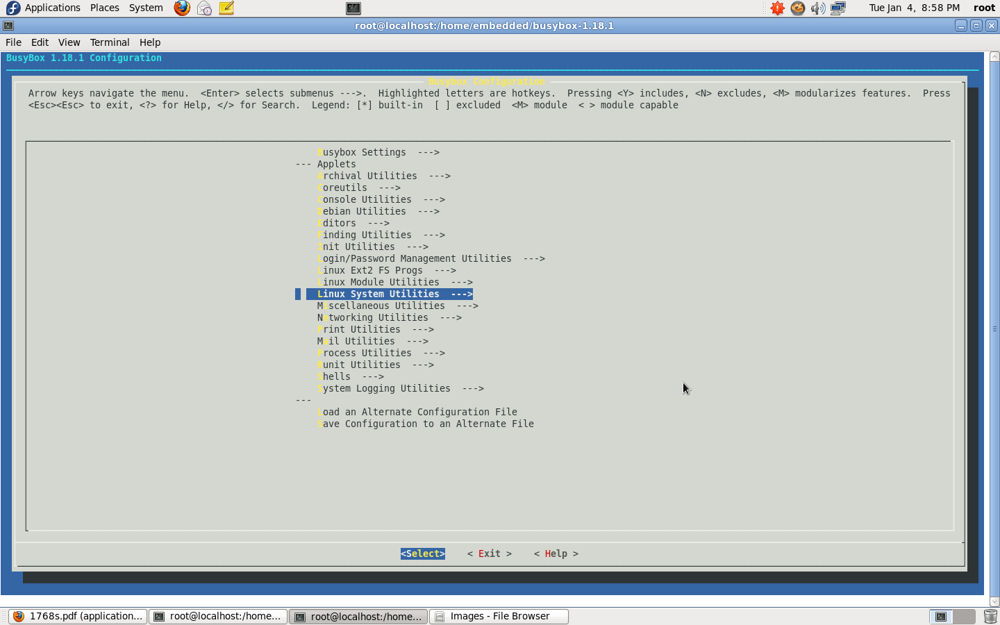 Applications Places System Tue Jan 4, 8:58 PM root
root@localhost:/home/embedded/busybox-1.18.1
File Edit View Terminal Help
BusyBox 1.18.1 Configuration
Busybox Configuration
Arrow keys navigate the menu. <Enter> selects submenus --->. Highlighted letters are hotkeys. Pressing <Y> includes, <N> excludes, <M> modularizes features. Press
<Esc><Esc> to exit, <?> for Help, </> for Search. Legend: [*] built-in [ ] excluded <M> module < > module capable
Busybox Settings --->
--- Applets
Archival Utilities --->
Coreutils --->
Console Utilities --->
Debian Utilities --->
Editors --->
Finding Utilities --->
Init Utilities --->
Login/Password Management Utilities --->
Linux Ext2 FS Progs --->
Linux Module Utilities --->
Linux System Utilities --->
Miscellaneous Utilities --->
Networking Utilities --->
Print Utilities --->
Mail Utilities --->
Process Utilities --->
Runit Utilities --->
Shells --->
System Logging Utilities --->
---
Load an Alternate Configuration File
Save Configuration to an Alternate File
<Select> < Exit > < Help >
1768s.pdf (application... root@localhost:/home... root@localhost:/home... Images - File Browser